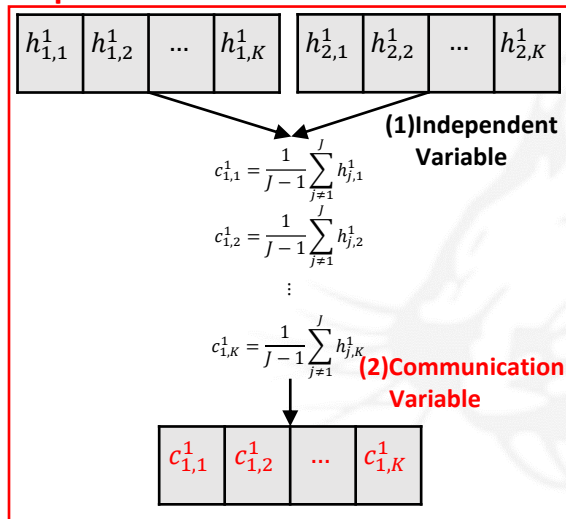 h^1_{1,1} h^1_{1,2} ... h^1_{1,K} h^1_{2,1} h^1_{2,2} ... h^1_{2,K}
(1)Independent
Variable
c^1_{1,1} = \frac{1}{J-1} \sum_{j≠1}^{J} h^1_{j,1}
c^1_{1,2} = \frac{1}{J-1} \sum_{j≠1}^{J} h^1_{j,2}
⋮
c^1_{1,K} = \frac{1}{J-1} \sum_{j≠1}^{J} h^1_{j,K}
(2)Communication
Variable
c^1_{1,1} c^1_{1,2} ... c^1_{1,K}